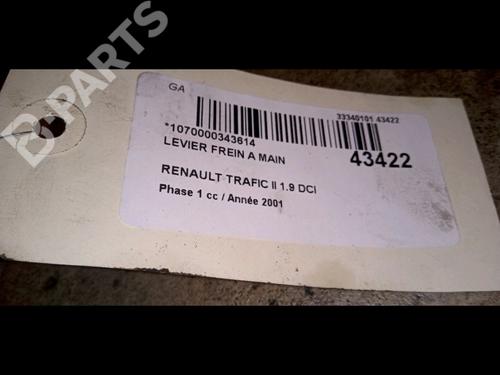 B-PARTS
GA
33340101 43422
*1070000343614
LEVIER FREIN A MAIN
43422
RENAULT TRAFIC II 1.9 DCI
Phase 1 cc / Année 2001